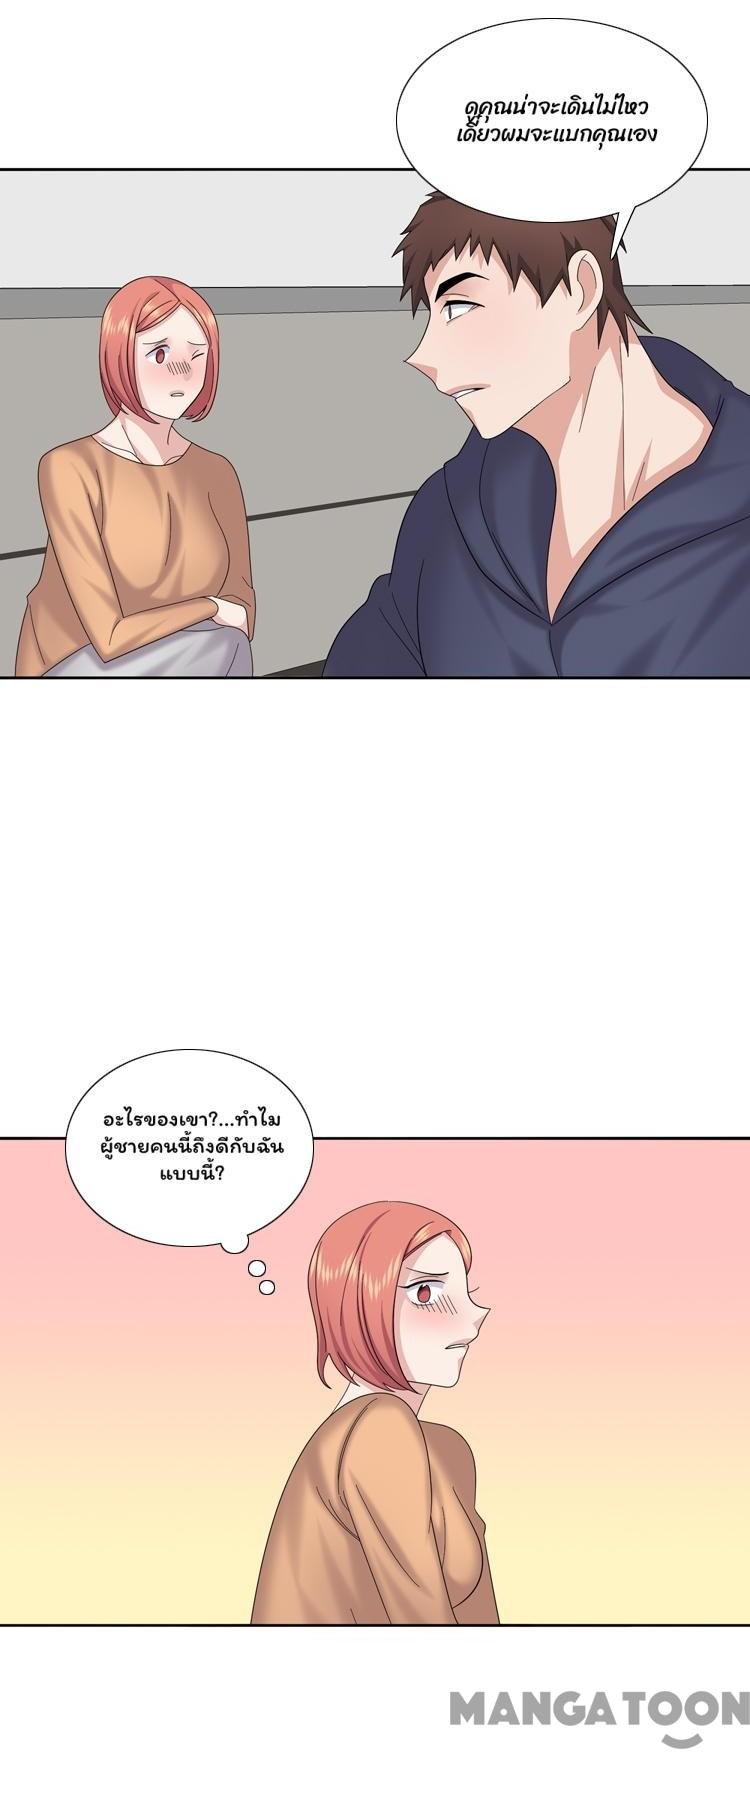 ดูคุณน่าจะเดินไม่ไหว
เดี๋ยวผมจะแบกคุณเอง
อะไรของเขา?...ทำไม
ผู้ชายคนนี้ถึงดีกับฉัน
แบบนี้?
MANGATOON